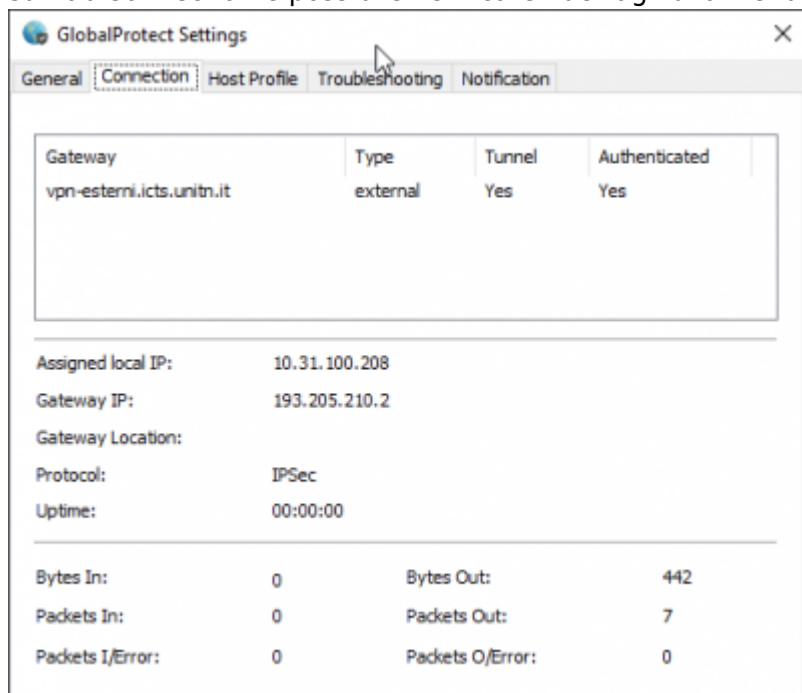 GlobalProtect Settings
General Connection Host Profile Troubleshooting Notification
Gateway Type Tunnel Authenticated
vpn-esterni.icts.unitn.it external Yes Yes
Assigned local IP: 10.31.100.208
Gateway IP: 193.205.210.2
Gateway Location:
Protocol: IPSec
Uptime: 00:00:00
Bytes In: 0 Bytes Out: 442
Packets In: 0 Packets Out: 7
Packets I/Error: 0 Packets O/Error: 0